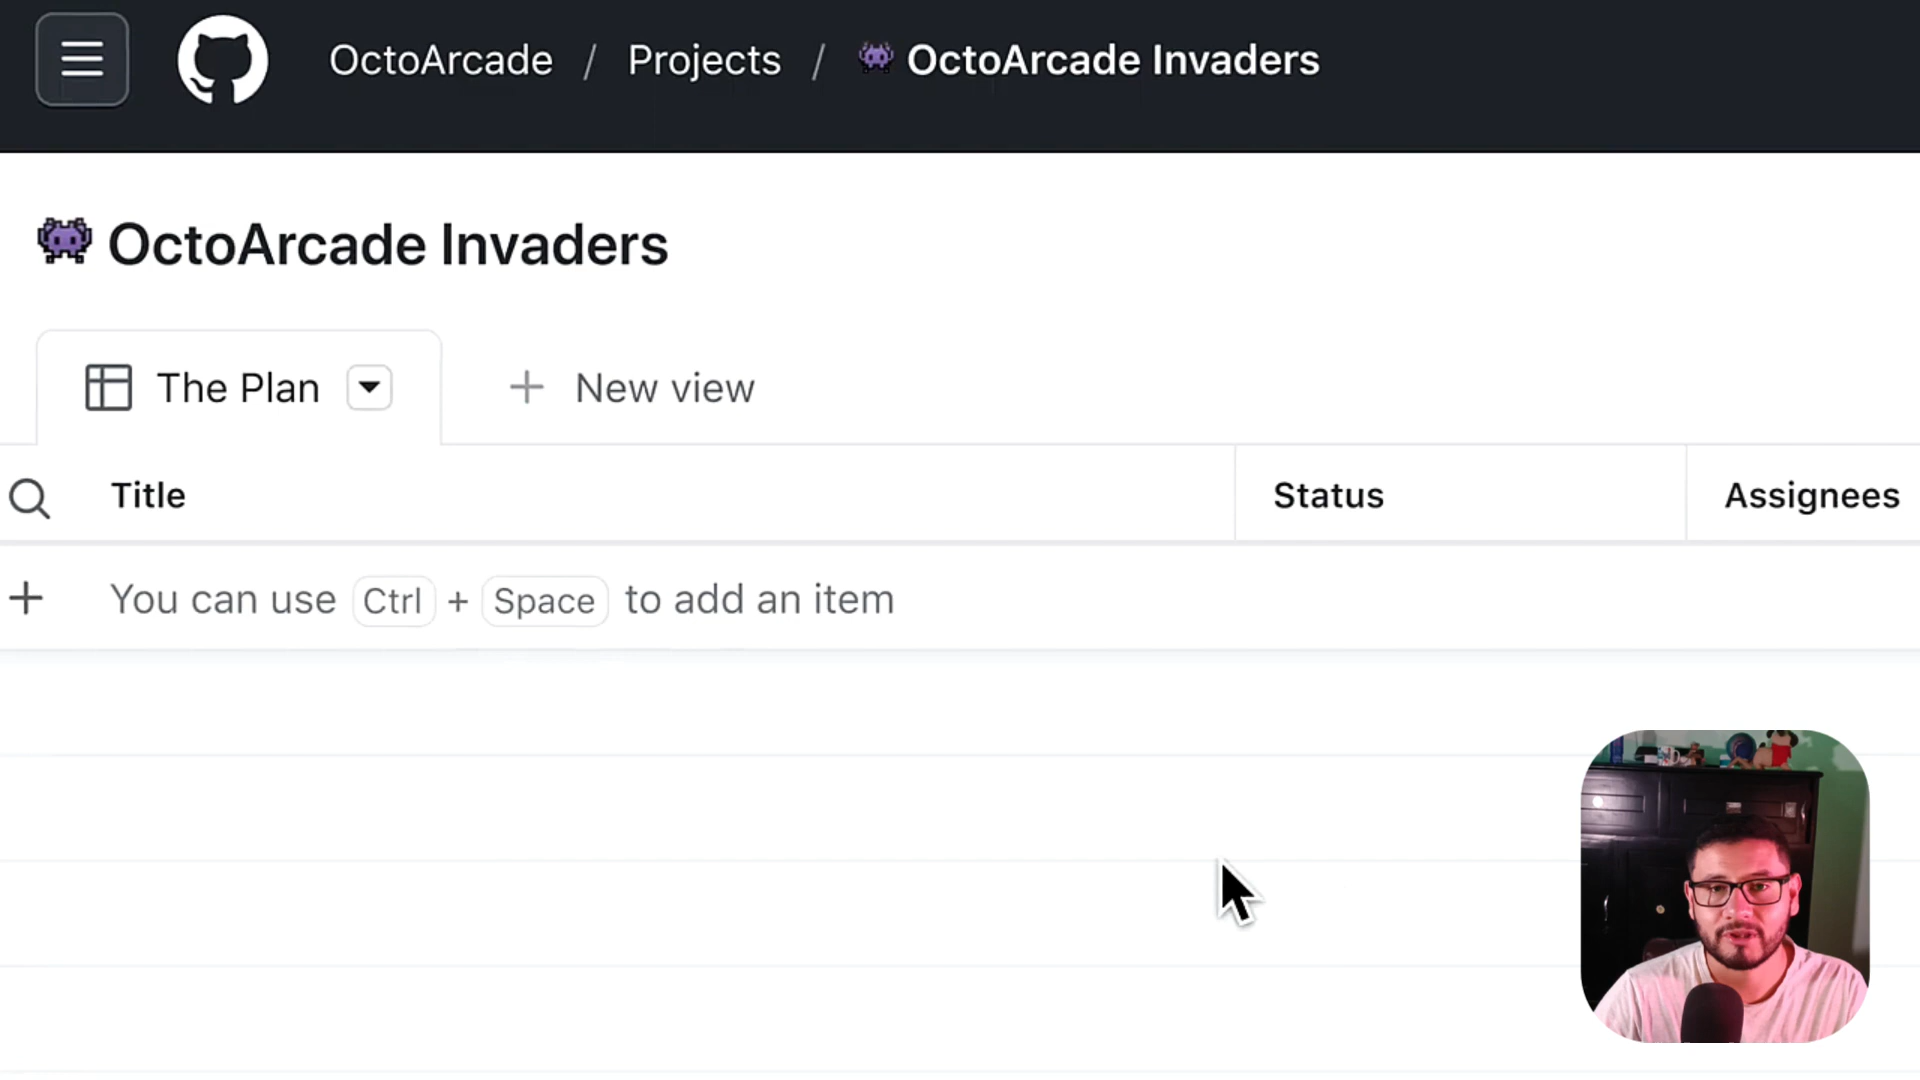 OctoArcade / Projects / OctoArcade Invaders
OctoArcade Invaders
The Plan
New view
Title Status Assignees
You can use Ctrl + Space to add an item